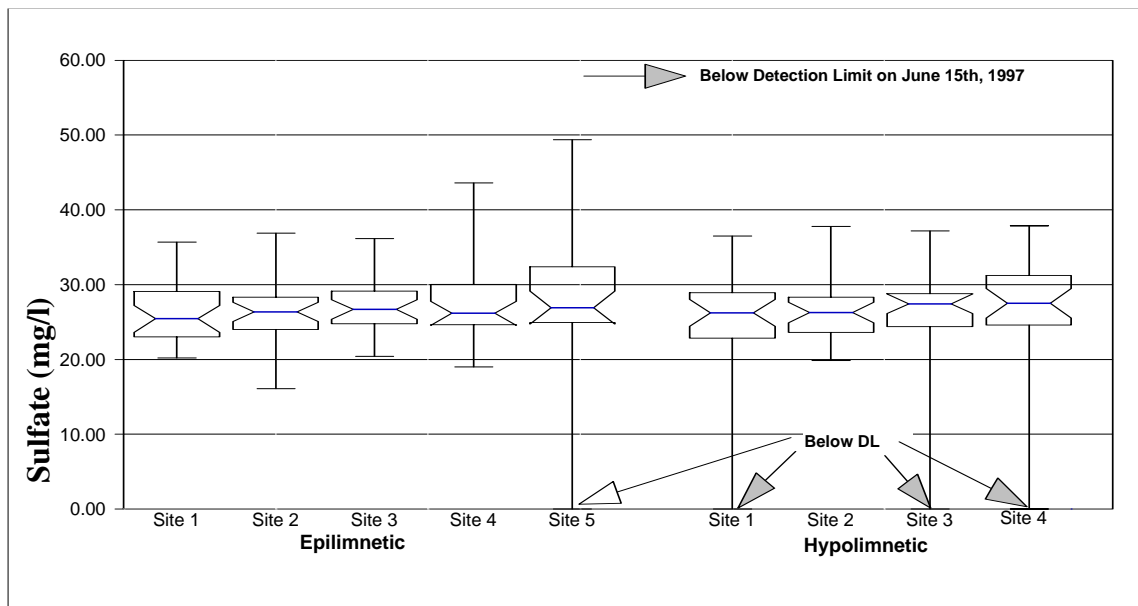 60.00
Below Detection Limit on June 15th, 1997
50.00
40.00
30.00
20.00
10.00
0.00
Sulfate (mg/l)
Below DL
Site 1 Site 2 Site 3 Site 4 Site 5 Site 1 Site 2 Site 3 Site 4
Epilimnetic Hypolimnetic